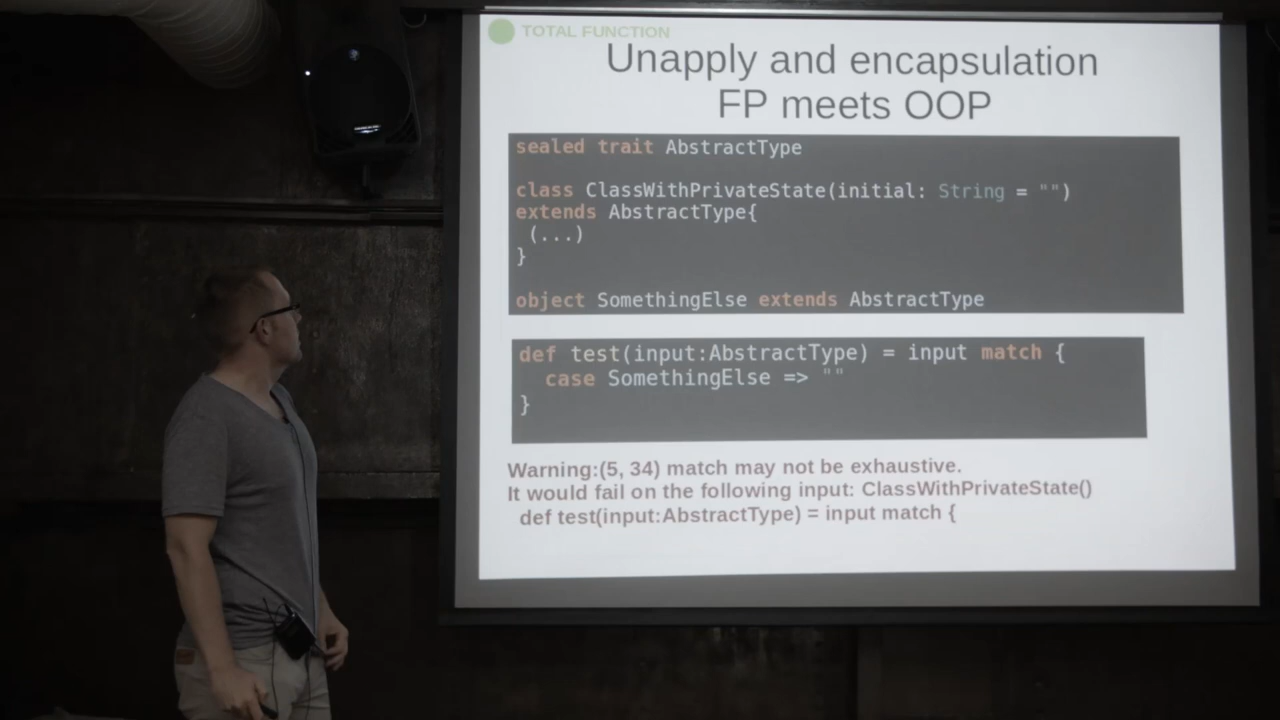 TOTAL FUNCTION
Unapply and encapsulation
FP meets OOP
sealed trait AbstractType
class ClassWithPrivateState(initial: String = "")
extends AbstractType{
(...)
}
object SomethingElse extends AbstractType
def test(input:AbstractType) = input match {
case SomethingElse => ""
}
Warning:(5, 34) match may not be exhaustive.
It would fail on the following input: ClassWithPrivateState()
def test(input:AbstractType) = input match {